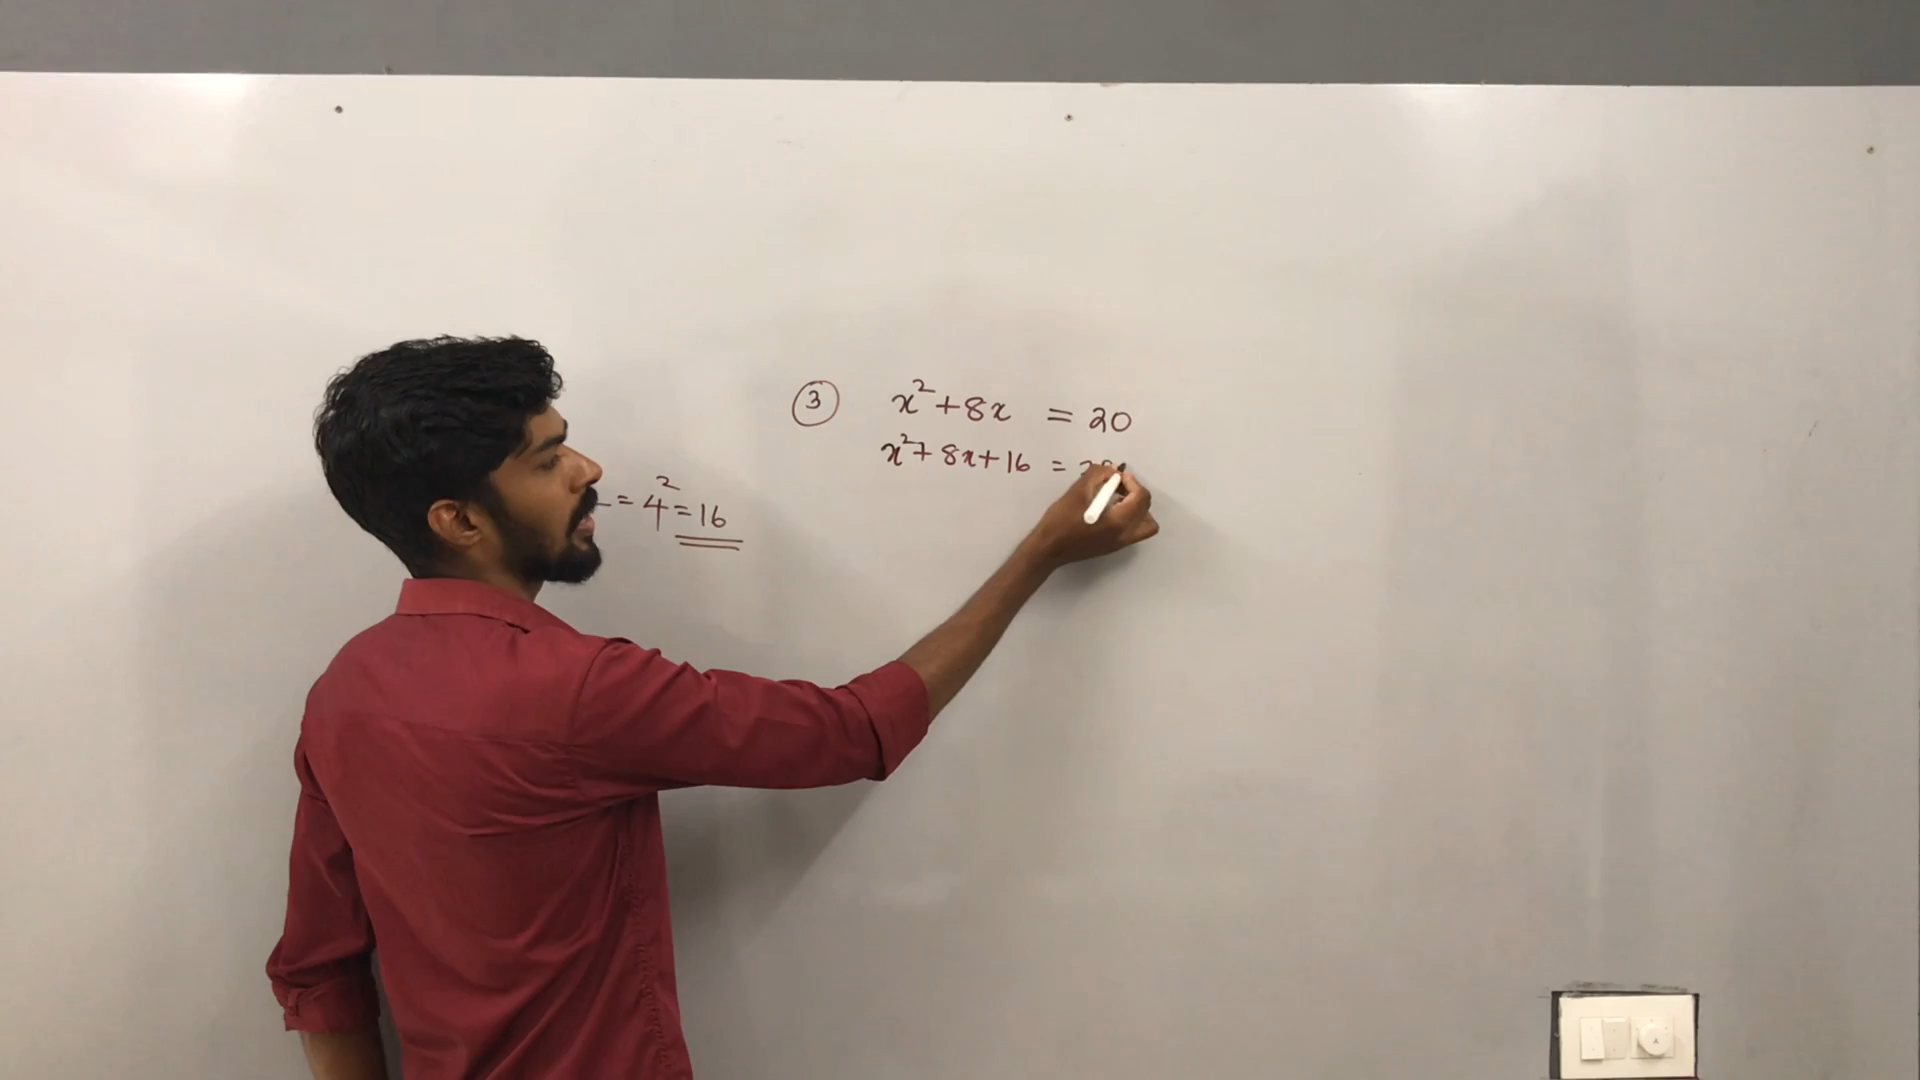 = 4² = 16
③ x² + 8x = 20
x² + 8x + 16 =